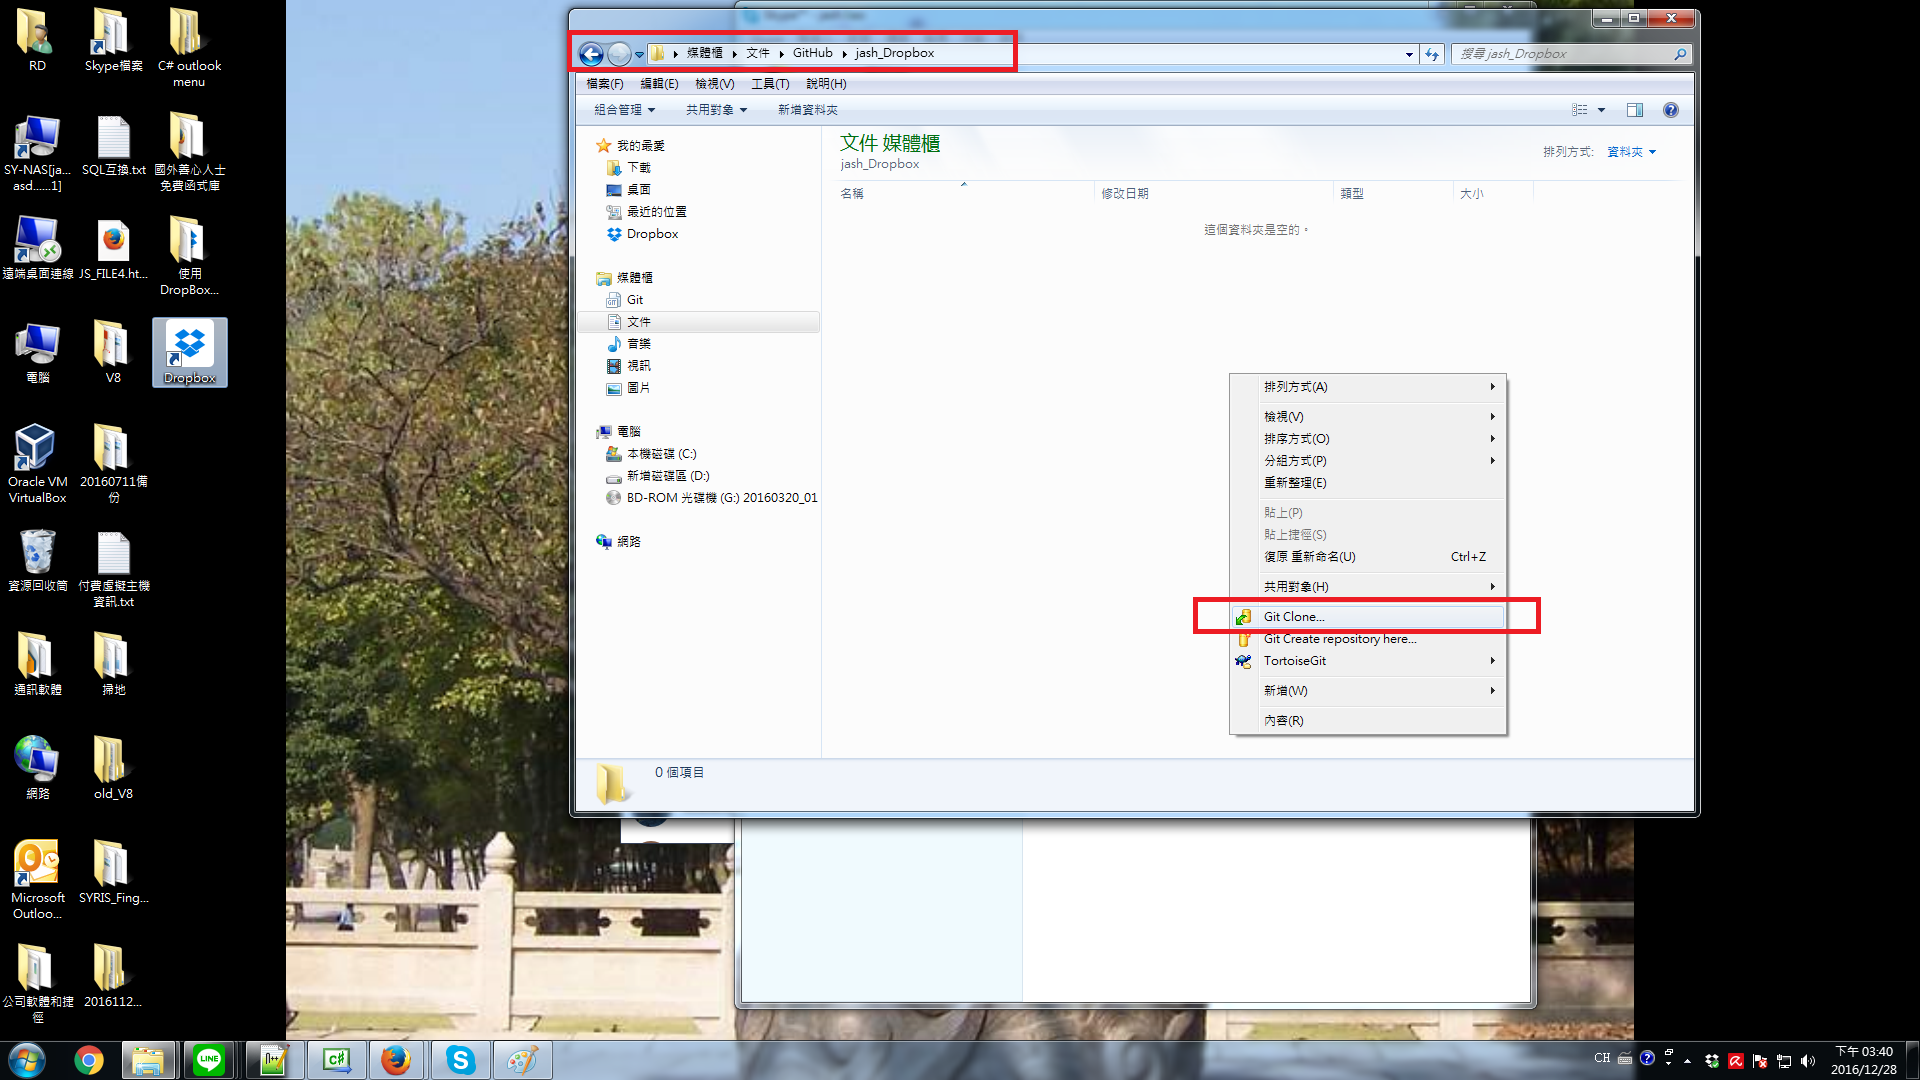 RD
Skype檔案
C# outlook
menu
SY-NAS[ja...
asd......1]
SQL互換.txt
國外善心人士
免費函式庫
遠端桌面連線
JS_FILE4.ht...
使用
DropBox...
電腦
V8
Dropbox
Oracle VM
VirtualBox
20160711備
份
資源回收筒
付費虛擬主機
資訊.txt
通訊軟體
掃地
網路
old_V8
Microsoft
Outloo...
SYRIS_Fing...
公司軟體和捷
徑
2016112...
媒體櫃 文件 GitHub jash_Dropbox
搜尋 jash_Dropbox
檔案(F) 編輯(E) 檢視(V) 工具(T) 說明(H)
組合管理 共用對象 新增資料夾
我的最愛
下載
桌面
最近的位置
Dropbox
媒體櫃
Git
文件
音樂
視訊
圖片
電腦
本機磁碟 (C:)
新增磁碟區 (D:)
BD-ROM 光碟機 (G:) 20160320_01
網路
文件 媒體櫃
jash_Dropbox
排列方式: 資料夾
名稱 修改日期 類型 大小
這個資料夾是空的。
排列方式(A)
檢視(V)
排序方式(O)
分組方式(P)
重新整理(E)
貼上(P)
貼上捷徑(S)
復原 重新命名(U) Ctrl+Z
共用對象(H)
Git Clone...
Git Create repository here...
TortoiseGit
新增(W)
內容(R)
0 個項目
LINE
n++
C#
CH
下午 03:40
2016/12/28